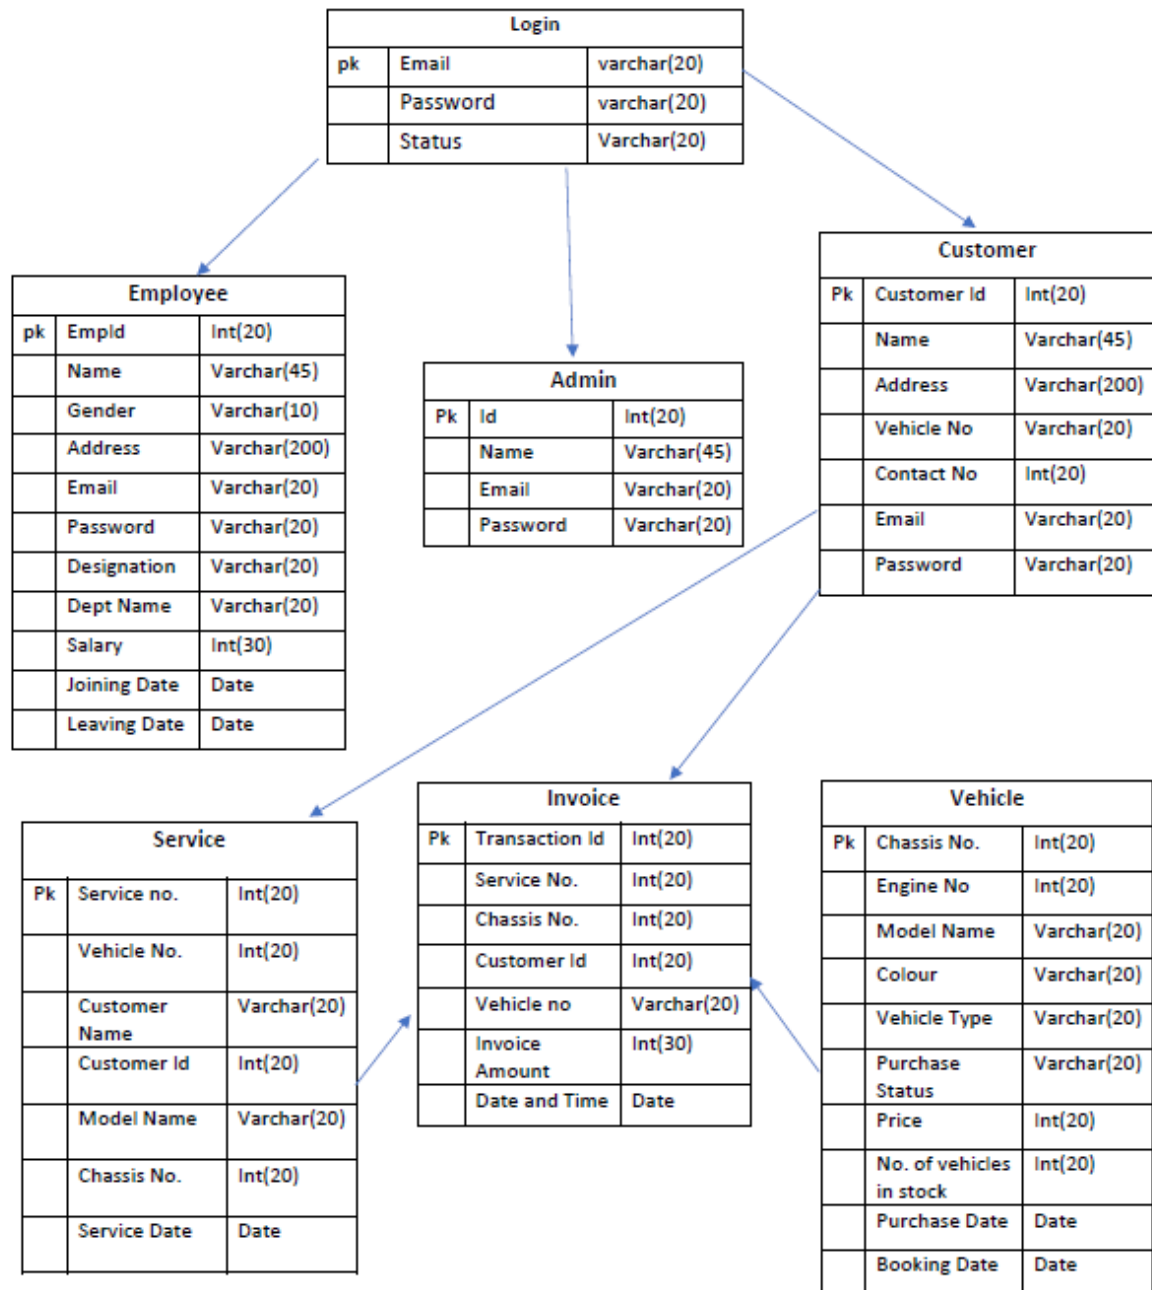 Login
pk Email varchar(20)
Password varchar(20)
Status Varchar(20)
Employee
pk EmpId Int(20)
Name Varchar(45)
Gender Varchar(10)
Address Varchar(200)
Email Varchar(20)
Password Varchar(20)
Designation Varchar(20)
Dept Name Varchar(20)
Salary Int(30)
Joining Date Date
Leaving Date Date
Admin
Pk Id Int(20)
Name Varchar(45)
Email Varchar(20)
Password Varchar(20)
Customer
Pk Customer Id Int(20)
Name Varchar(45)
Address Varchar(200)
Vehicle No Varchar(20)
Contact No Int(20)
Email Varchar(20)
Password Varchar(20)
Service
Pk Service no. Int(20)
Vehicle No. Int(20)
Customer Varchar(20)
Name
Customer Id Int(20)
Model Name Varchar(20)
Chassis No. Int(20)
Service Date Date
Invoice
Pk Transaction Id Int(20)
Service No. Int(20)
Chassis No. Int(20)
Customer Id Int(20)
Vehicle no Varchar(20)
Invoice Int(30)
Amount
Date and Time Date
Vehicle
Pk Chassis No. Int(20)
Engine No Int(20)
Model Name Varchar(20)
Colour Varchar(20)
Vehicle Type Varchar(20)
Purchase Varchar(20)
Status
Price Int(20)
No. of vehicles Int(20)
in stock
Purchase Date Date
Booking Date Date